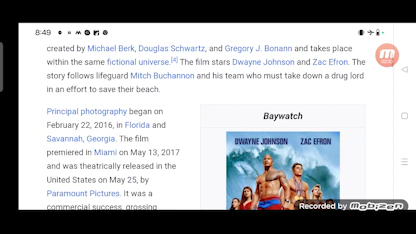 8:49
created by Michael Berk, Douglas Schwartz, and Gregory J. Bonann and takes place
within the same fictional universe.[4] The film stars Dwayne Johnson and Zac Efron. The
story follows lifeguard Mitch Buchannon and his team who must take down a drug lord
in an effort to save their beach.
Principal photography began on
February 22, 2016, in Florida and
Savannah, Georgia. The film
premiered in Miami on May 13, 2017
and was theatrically released in the
United States on May 25, by
Paramount Pictures. It was a
commercial success, grossing
Baywatch
DWAYNE JOHNSON ZAC EFRON
Recorded by Mobizen